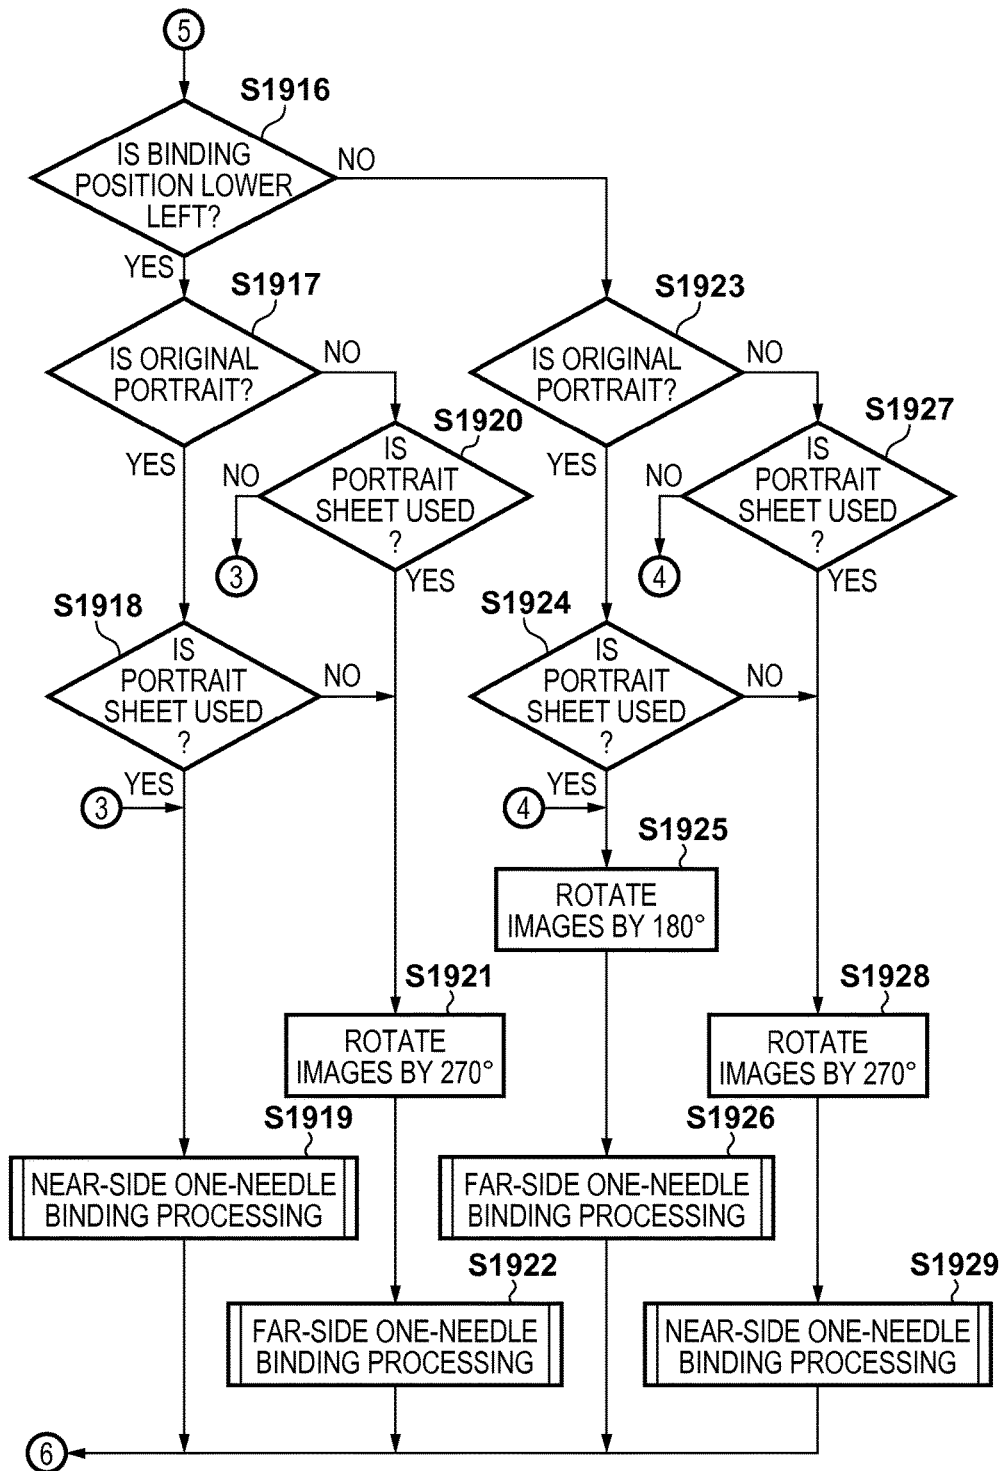 5
S1916
IS BINDING
POSITION LOWER
LEFT?
NO
YES
S1917
IS ORIGINAL
PORTRAIT?
NO
YES
S1923
IS ORIGINAL
PORTRAIT?
NO
YES
S1920
IS
PORTRAIT
SHEET USED
?
NO
3
YES
S1927
IS
PORTRAIT
SHEET USED
?
NO
4
YES
S1918
IS
PORTRAIT
SHEET USED
?
NO
YES
3
S1924
IS
PORTRAIT
SHEET USED
?
NO
YES
4
S1925
ROTATE
IMAGES BY 180°
S1921
ROTATE
IMAGES BY 270°
S1928
ROTATE
IMAGES BY 270°
S1919
NEAR-SIDE ONE-NEEDLE
BINDING PROCESSING
S1926
FAR-SIDE ONE-NEEDLE
BINDING PROCESSING
S1922
FAR-SIDE ONE-NEEDLE
BINDING PROCESSING
S1929
NEAR-SIDE ONE-NEEDLE
BINDING PROCESSING
6